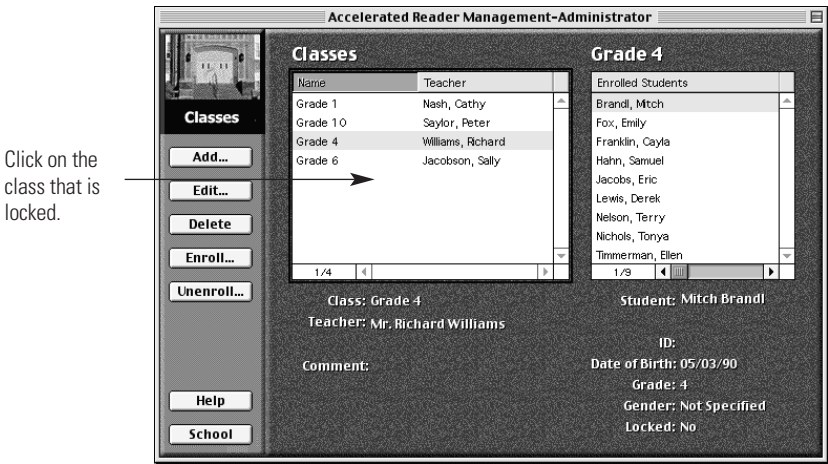 Accelerated Reader Management-Administrator
Classes
Add...
Edit...
Delete
Enroll...
Unenroll...
Help
School
Click on the
class that is
locked.
Classes
Name Teacher
Grade 1 Nash, Cathy
Grade 10 Saylor, Peter
Grade 4 Williams, Richard
Grade 6 Jacobson, Sally
1/4
Class: Grade 4
Teacher: Mr. Richard Williams
Comment:
Grade 4
Enrolled Students
Brandl, Mitch
Fox, Emily
Franklin, Cayla
Hahn, Samuel
Jacobs, Eric
Lewis, Derek
Nelson, Terry
Nichols, Tonya
Timmerman, Ellen
1/9
Student: Mitch Brandl
ID:
Date of Birth: 05/03/90
Grade: 4
Gender: Not Specified
Locked: No